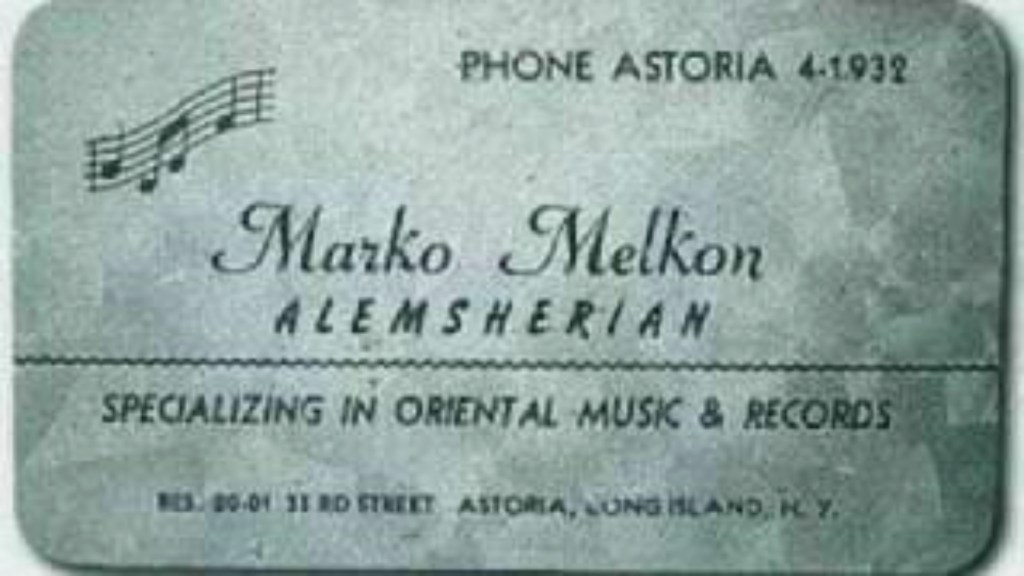 PHONE ASTORIA 4-1932
Marko Melkon
ALEMSHERIAN
SPECIALIZING IN ORIENTAL MUSIC & RECORDS
RES. STREET ASTORIA, LONG ISLAND, N. Y.